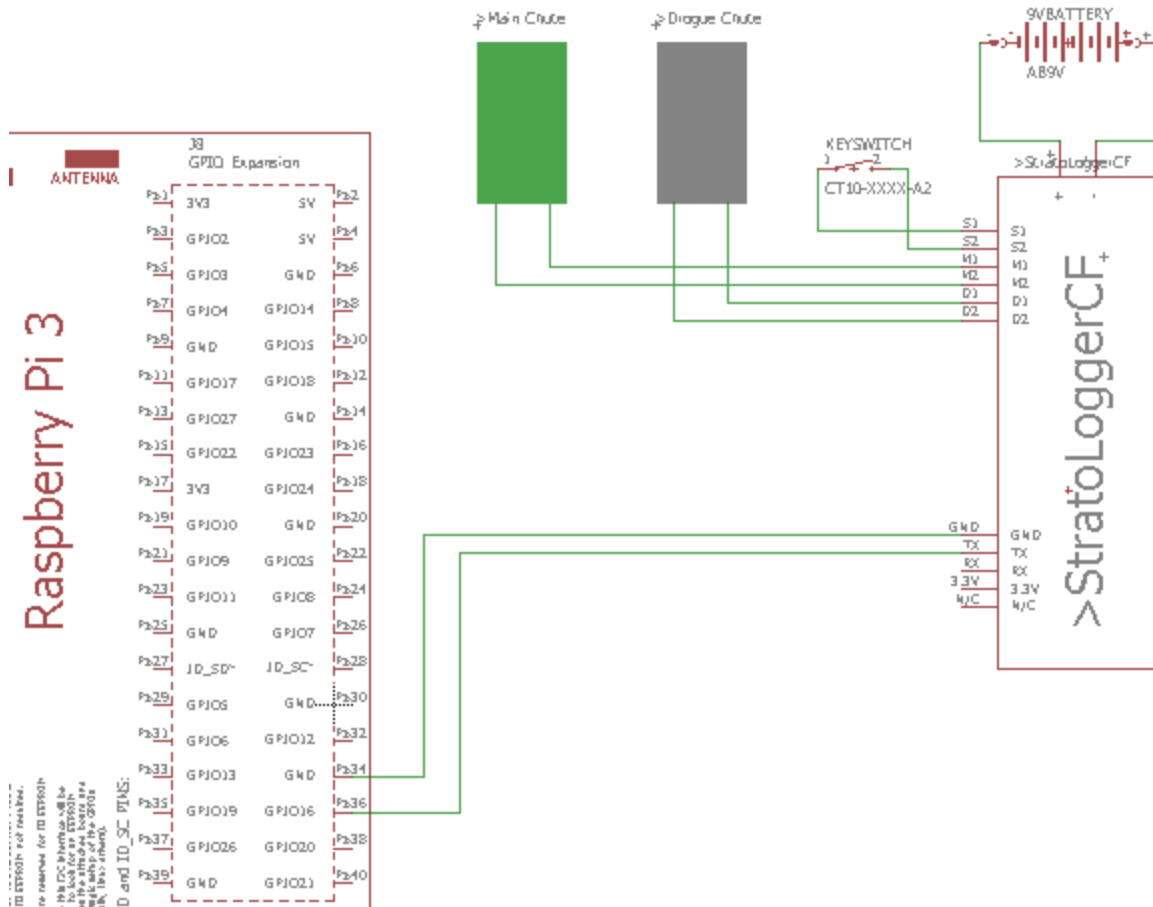 >Main Chute
>Drogue Chute
9VBATTERY
AB9V
J8
GPIO Expansion
ANTENNA
KEYSWITCH
1 2
CT10-XXXX-A2
>StratoLoggerCF
+ -
Raspberry Pi 3
>StratoLoggerCF
P$1 3V3 5V P$2
P$3 GPIO2 5V P$4
P$5 GPIO3 GND P$6
P$7 GPIO4 GPIO14 P$8
P$9 GND GPIO15 P$10
P$11 GPIO17 GPIO18 P$12
P$13 GPIO27 GND P$14
P$15 GPIO22 GPIO23 P$16
P$17 3V3 GPIO24 P$18
P$19 GPIO10 GND P$20
P$21 GPIO9 GPIO25 P$22
P$23 GPIO11 GPIO8 P$24
P$25 GND GPIO7 P$26
P$27 ID_SD* ID_SC* P$28
P$29 GPIO5 GND P$30
P$31 GPIO6 GPIO12 P$32
P$33 GPIO13 GND P$34
P$35 GPIO19 GPIO16 P$36
P$37 GPIO26 GPIO20 P$38
P$39 GND GPIO21 P$40
S1 S1
S2 S2
M1 M1
M2 M2
D1 D1
D2 D2
GND GND
TX TX
RX RX
3.3V 3.3V
N/C N/C
D and ID_SC PINS: